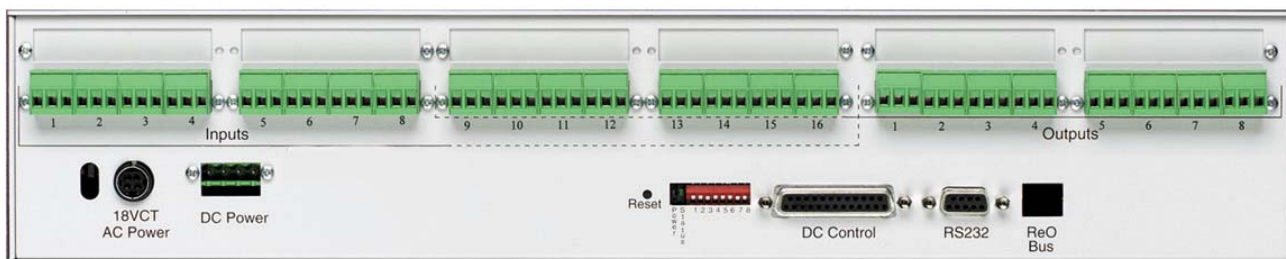 1 2 3 4 5 6 7 8 9 10 11 12 13 14 15 16 1 2 3 4 5 6 7 8
Inputs Outputs
Reset
Power
Status
1 2 3 4 5 6 7 8
18VCT
AC Power
DC Power
DC Control
RS232
ReO
Bus